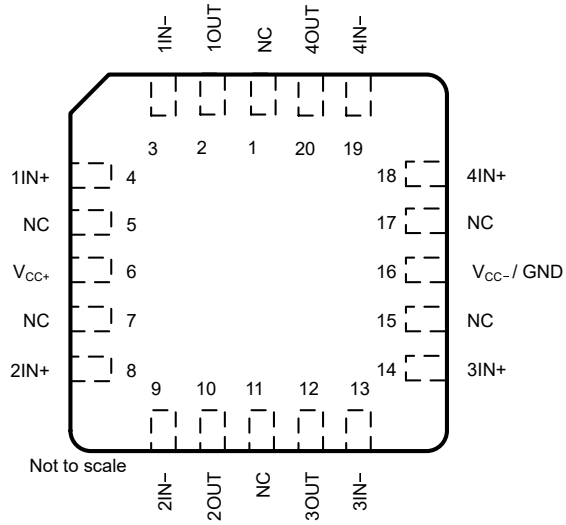 1IN−
1OUT
NC
4OUT
4IN−
3
2
1
20
19
1IN+
4
18
4IN+
NC
5
17
NC
VCC+
6
16
VCC−/ GND
NC
7
15
NC
2IN+
8
14
3IN+
9
10
11
12
13
Not to scale
2IN−
2OUT
NC
3OUT
3IN−